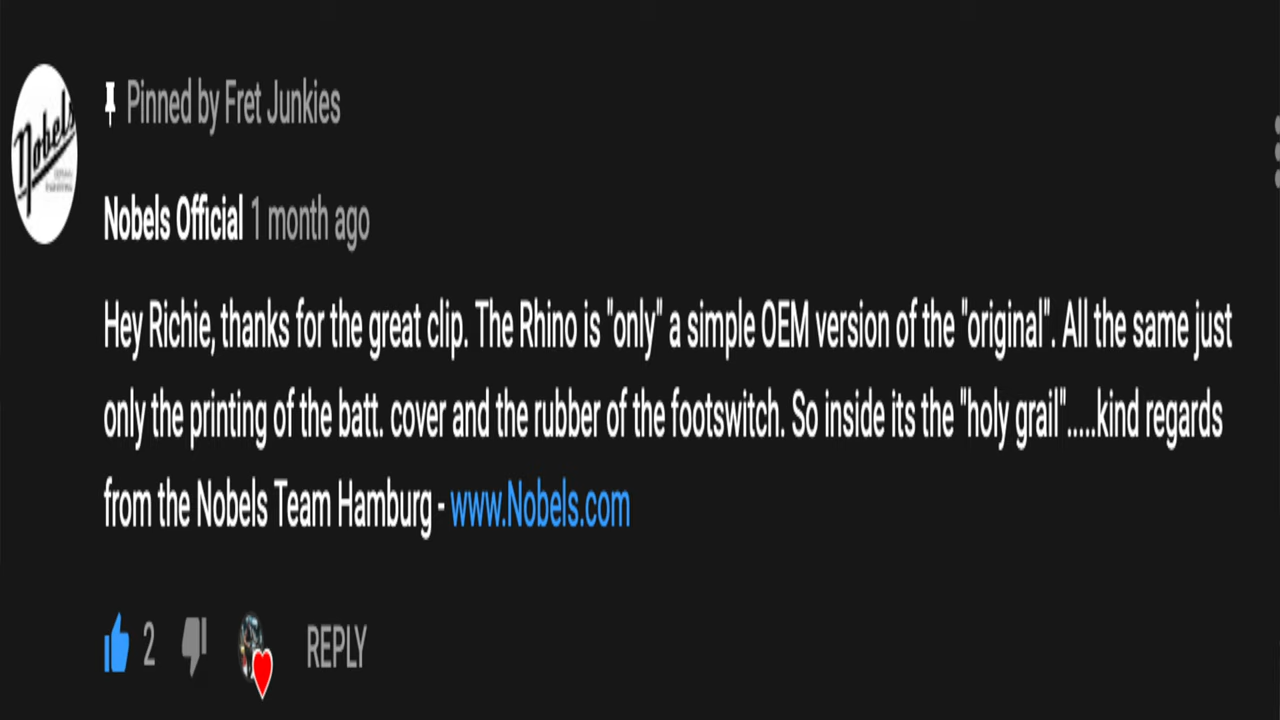 Nobels
Pinned by Fret Junkies
Nobels Official 1 month ago
Hey Richie, thanks for the great clip. The Rhino is "only" a simple OEM version of the "original". All the same just
only the printing of the batt. cover and the rubber of the footswitch. So inside its the "holy grail".....kind regards
from the Nobels Team Hamburg - www.Nobels.com
2 REPLY